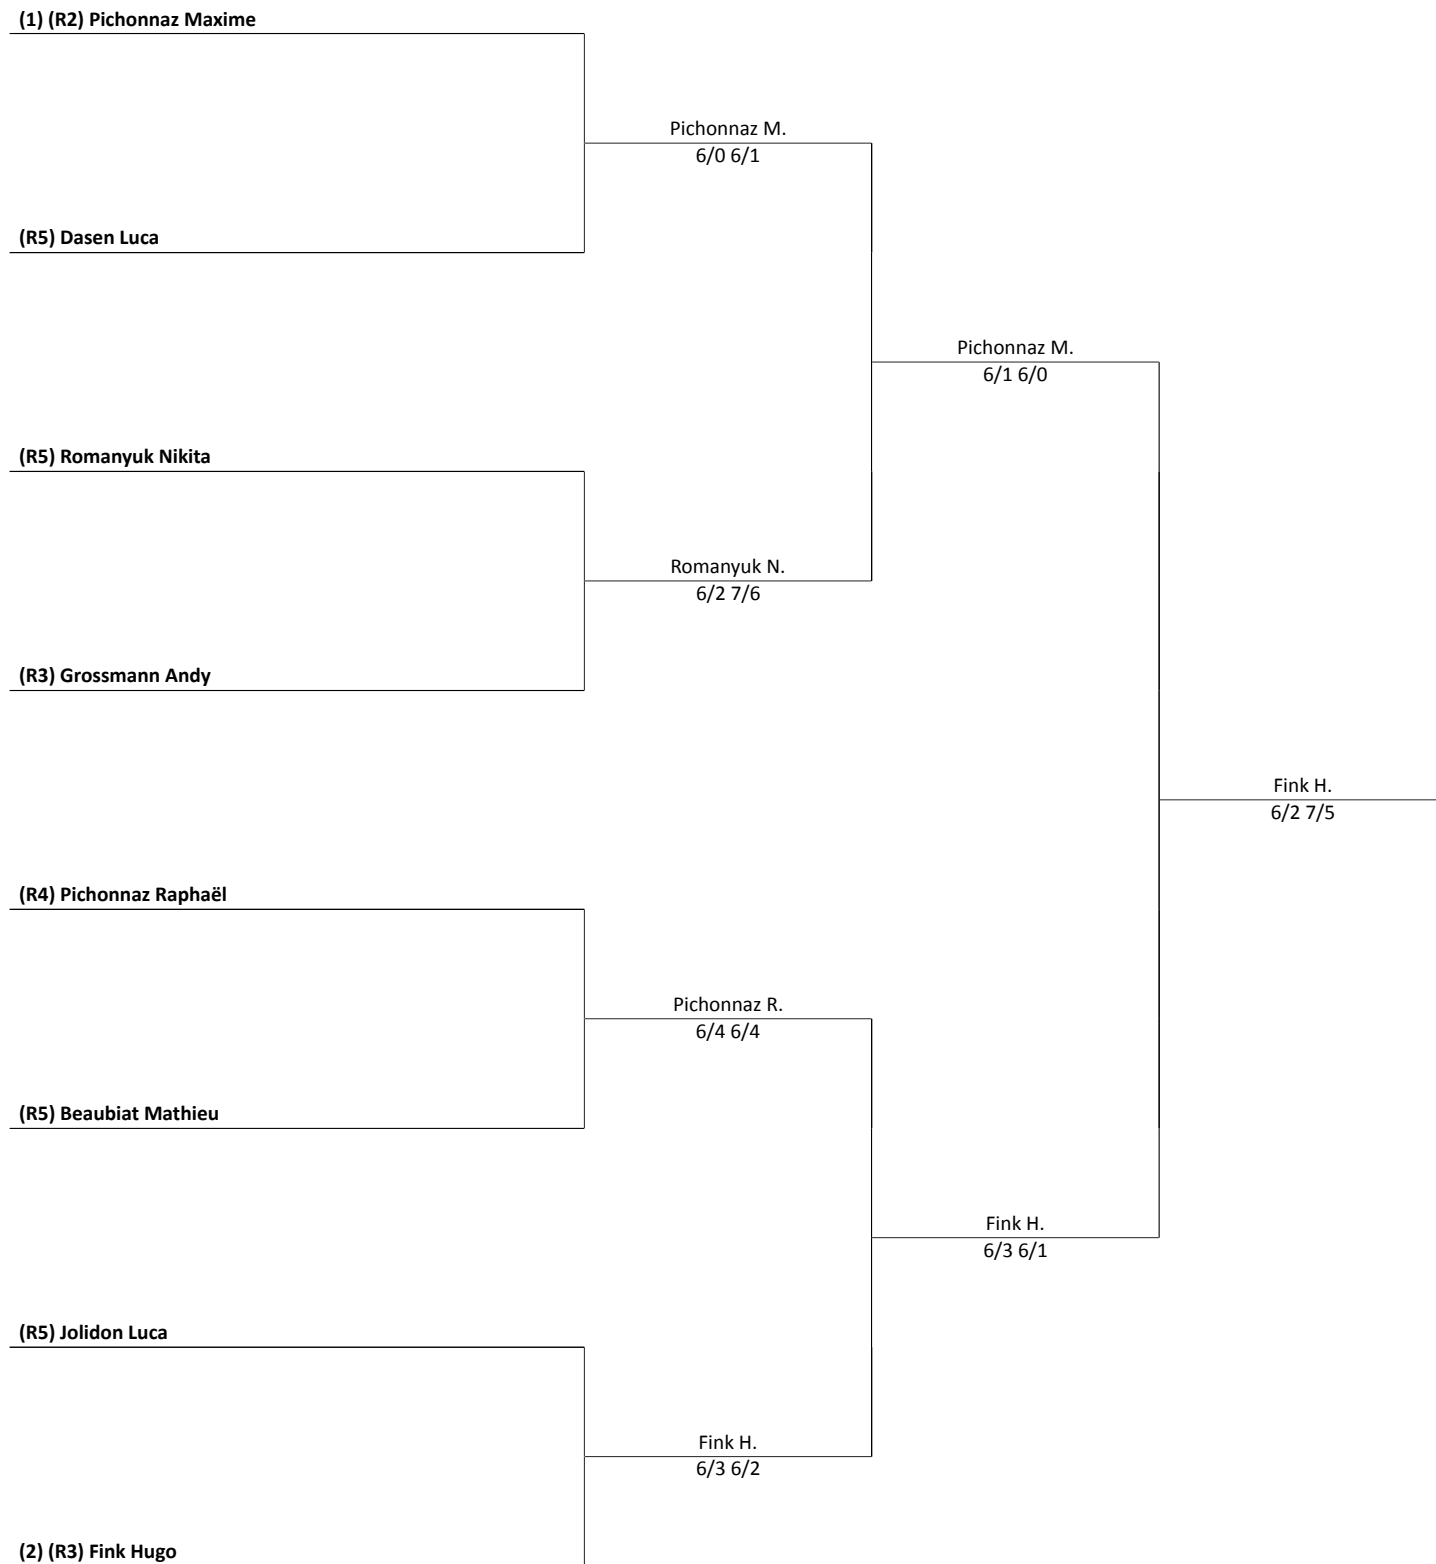 (1) (R2) Pichonnaz Maxime
Pichonnaz M.
6/0 6/1
(R5) Dasen Luca
Pichonnaz M.
6/1 6/0
(R5) Romanyuk Nikita
Romanyuk N.
6/2 7/6
(R3) Grossmann Andy
Fink H.
6/2 7/5
(R4) Pichonnaz Raphaël
Pichonnaz R.
6/4 6/4
(R5) Beaubiat Mathieu
Fink H.
6/3 6/1
(R5) Jolidon Luca
Fink H.
6/3 6/2
(2) (R3) Fink Hugo